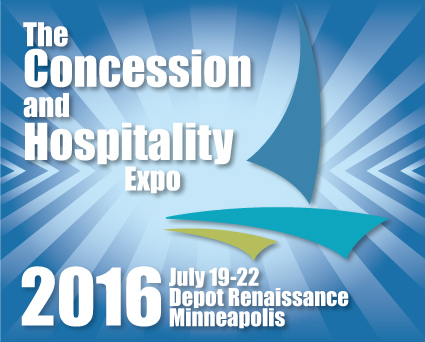 The
Concession
and
Hospitality
Expo
2016
July 19-22
Depot Renaissance
Minneapolis